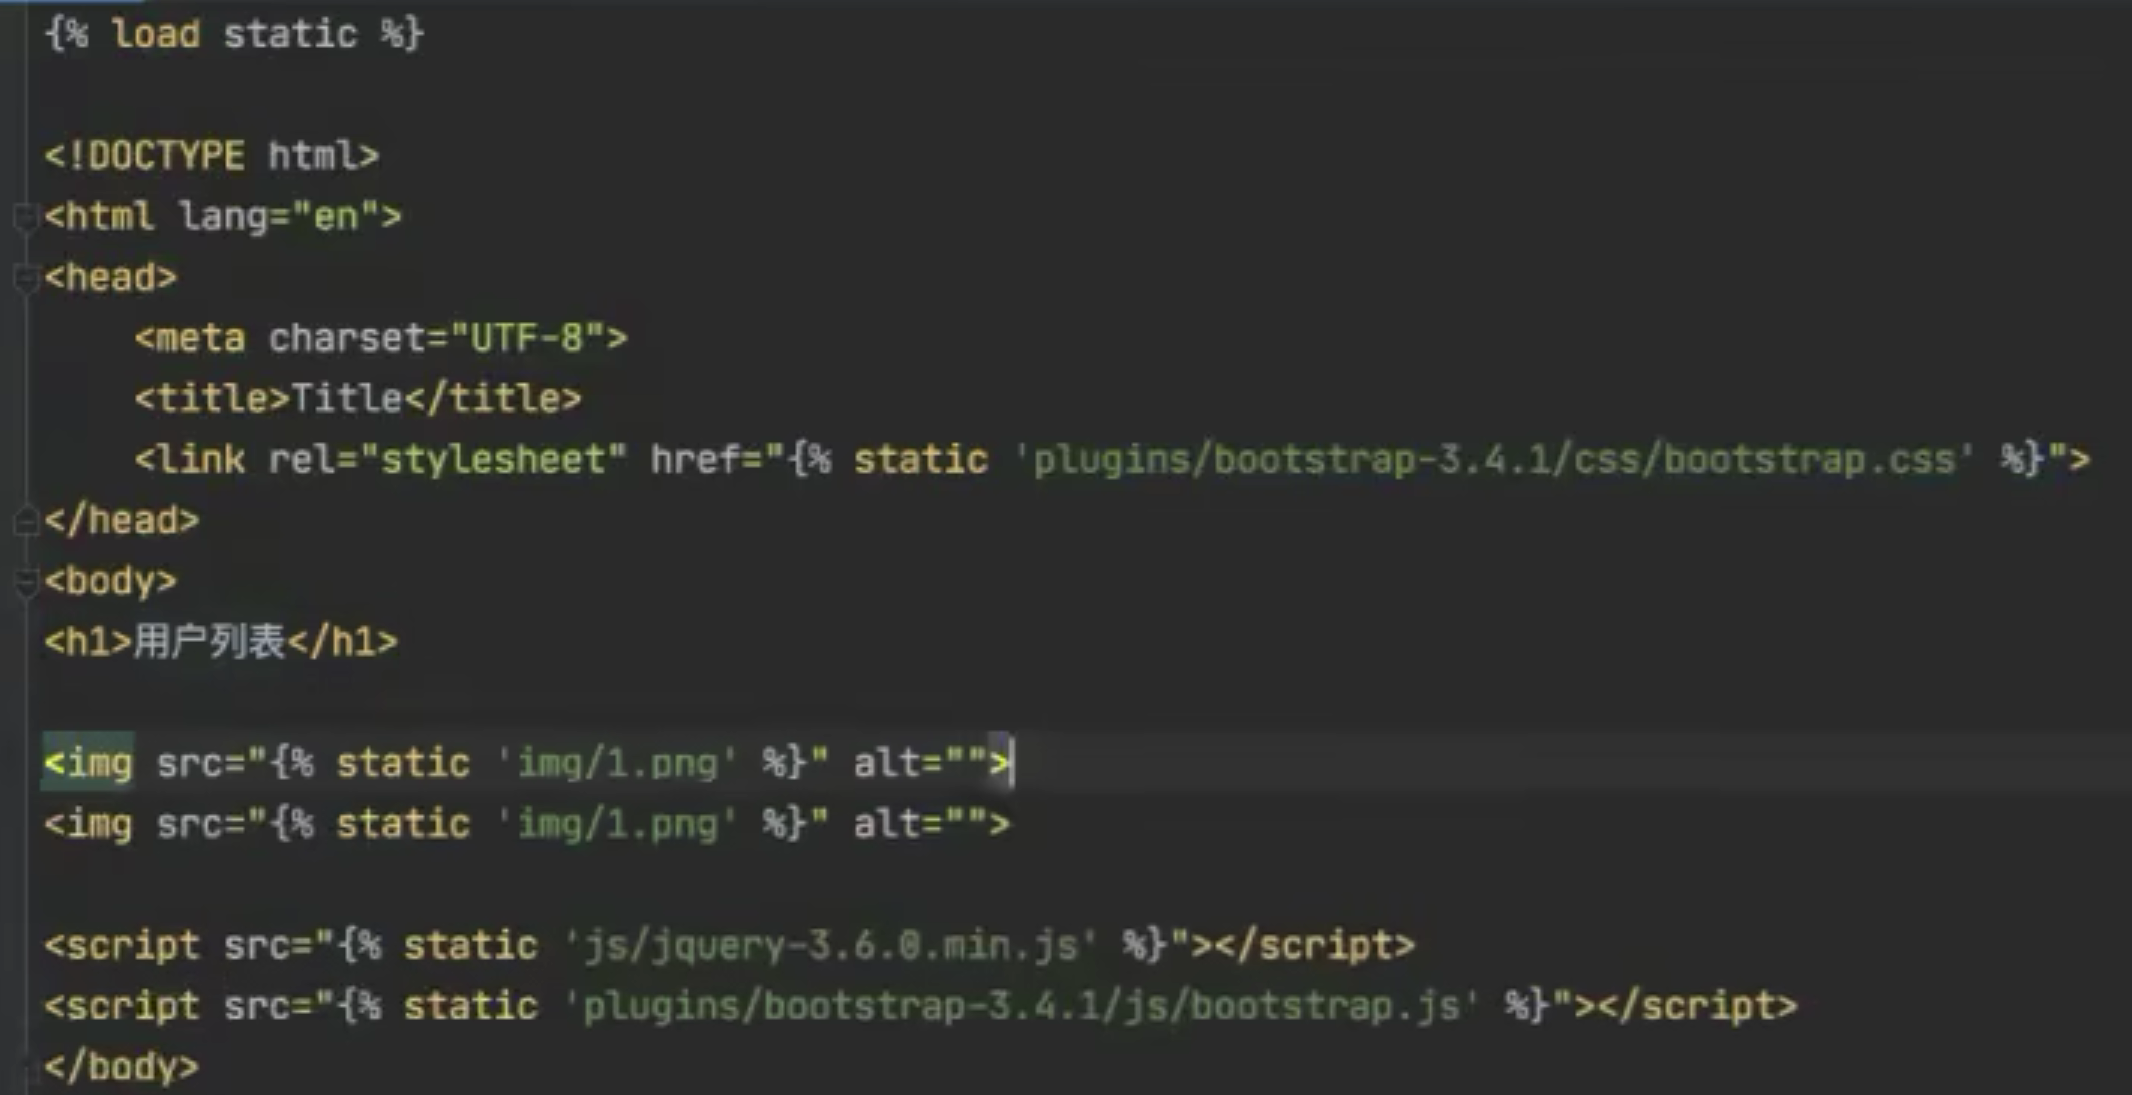 {% load static %}
<!DOCTYPE html>
<html lang="en">
<head>
<meta charset="UTF-8">
<title>Title</title>
<link rel="stylesheet" href="{% static 'plugins/bootstrap-3.4.1/css/bootstrap.css' %}">
</head>
<body>
<h1>用户列表</h1>
<img src="{% static 'img/1.png' %}" alt="">
<img src="{% static 'img/1.png' %}" alt="">
<script src="{% static 'js/jquery-3.6.0.min.js' %}"></script>
<script src="{% static 'plugins/bootstrap-3.4.1/js/bootstrap.js' %}"></script>
</body>